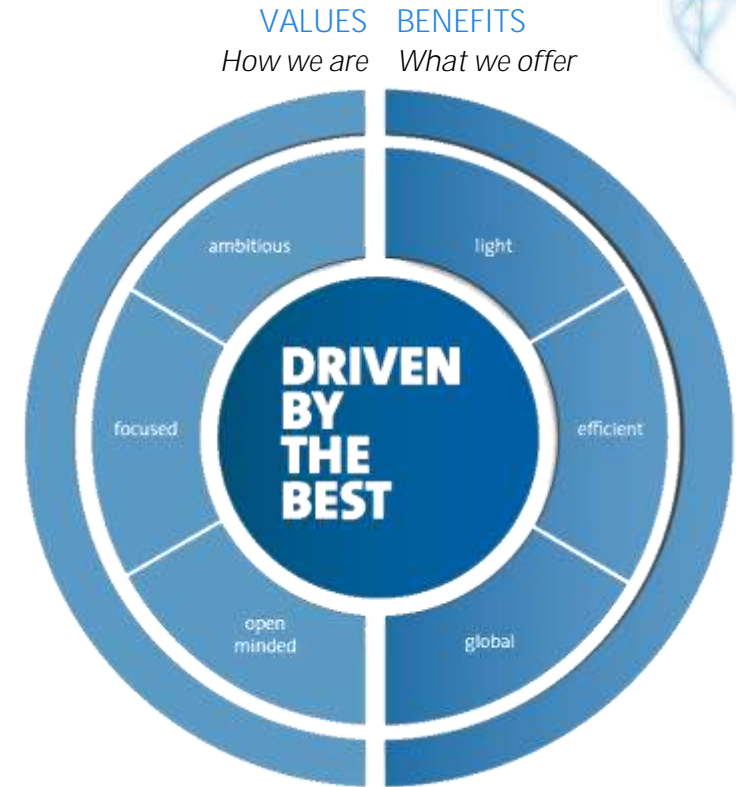 VALUES BENEFITS
How we are What we offer
ambitious
light
DRIVEN
BY
THE
BEST
focused
efficient
open
minded
global